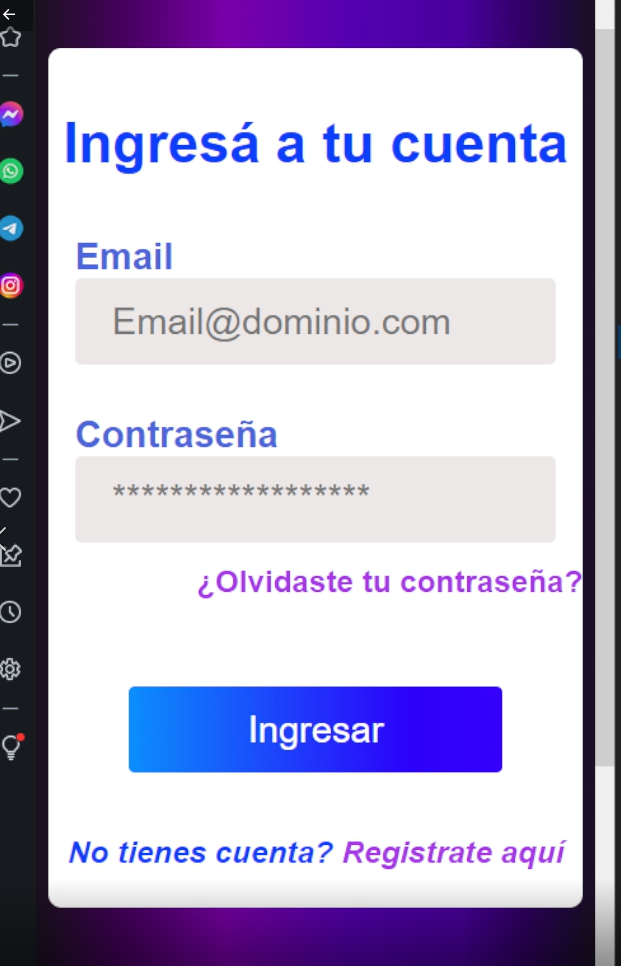 Ingresá a tu cuenta
Email
Email@dominio.com
Contraseña
******************
¿Olvidaste tu contraseña?
Ingresar
No tienes cuenta? Registrate aquí